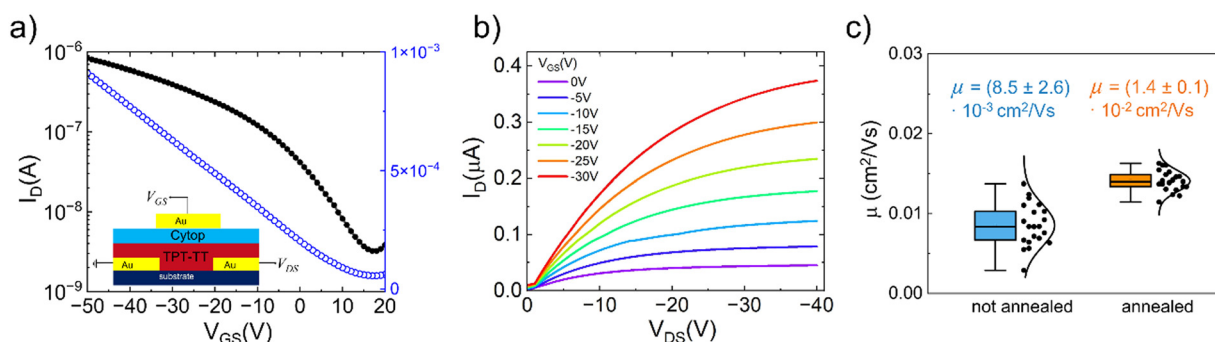 a)
I_D(A)
10^-6
10^-7
10^-8
10^-9
1×10^-3
5×10^-4
0
V_GS
Au
Cytop
TPT-TT
Au
Au
V_DS
substrate
-50 -40 -30 -20 -10 0 10 20
V_GS(V)
b)
I_D(μA)
0.4
0.3
0.2
0.1
0.0
V_GS(V)
0V
-5V
-10V
-15V
-20V
-25V
-30V
0 -10 -20 -30 -40
V_DS(V)
c)
μ (cm²/Vs)
0.03
0.02
0.01
0.00
μ = (8.5 ± 2.6)
· 10^-3 cm²/Vs
μ = (1.4 ± 0.1)
· 10^-2 cm²/Vs
not annealed
annealed